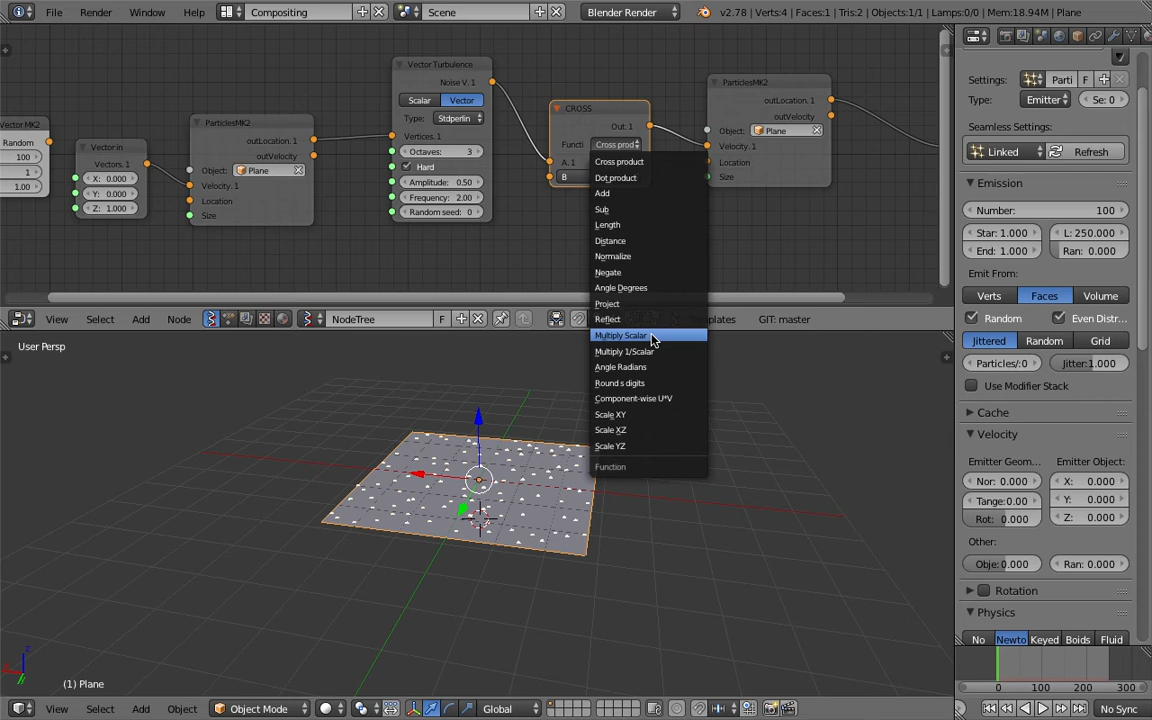 File Render Window Help Compositing Scene Blender Render v2.78 | Verts:4 | Faces:1 | Tris:2 | Objects:1/1 | Lamps:0/0 | Mem:18.94M | Plane
Vector MK2
Random
100
1
1.00
Vector in
Vectors. 1
X: 0.000
Y: 0.000
Z: 1.000
ParticlesMK2
outLocation. 1
outVelocity
Object: Plane
Velocity. 1
Location
Size
Vector Turbulence
Noise V. 1
Scalar Vector
Type: Stdperlin
Vertices. 1
Octaves: 3
Hard
Amplitude: 0.50
Frequency: 2.00
Random seed: 0
CROSS
Out. 1
Functi Cross prod
A. 1
B
Cross product
Dot product
Add
Sub
Length
Distance
Normalize
Negate
Angle Degrees
Project
Reflect
Multiply Scalar
Multiply 1/Scalar
Angle Radians
Round s digits
Component-wise U*V
Scale XY
Scale XZ
Scale YZ
Function
ParticlesMK2
outLocation. 1
outVelocity
Object: Plane
Velocity. 1
Location
Size
View Select Add Node NodeTree F GIT: master
User Persp
(1) Plane
View Select Add Object Object Mode Global
Settings: Parti F
Type: Emitter Se: 0
Seamless Settings:
Linked Refresh
Emission
Number: 100
Star: 1.000 L: 250.000
End: 1.000 Ran: 0.000
Emit From:
Verts Faces Volume
Random Even Distr...
Jittered Random Grid
Particles/:0 Jitter:1.000
Use Modifier Stack
Cache
Velocity
Emitter Geom... Emitter Object:
Nor: 0.000 X: 0.000
Tange:0.00 Y: 0.000
Rot: 0.000 Z: 0.000
Other:
Obje: 0.000 Ran: 0.000
Rotation
Physics
No Newto Keyed Boids Fluid
0 100 200 300
No Sync